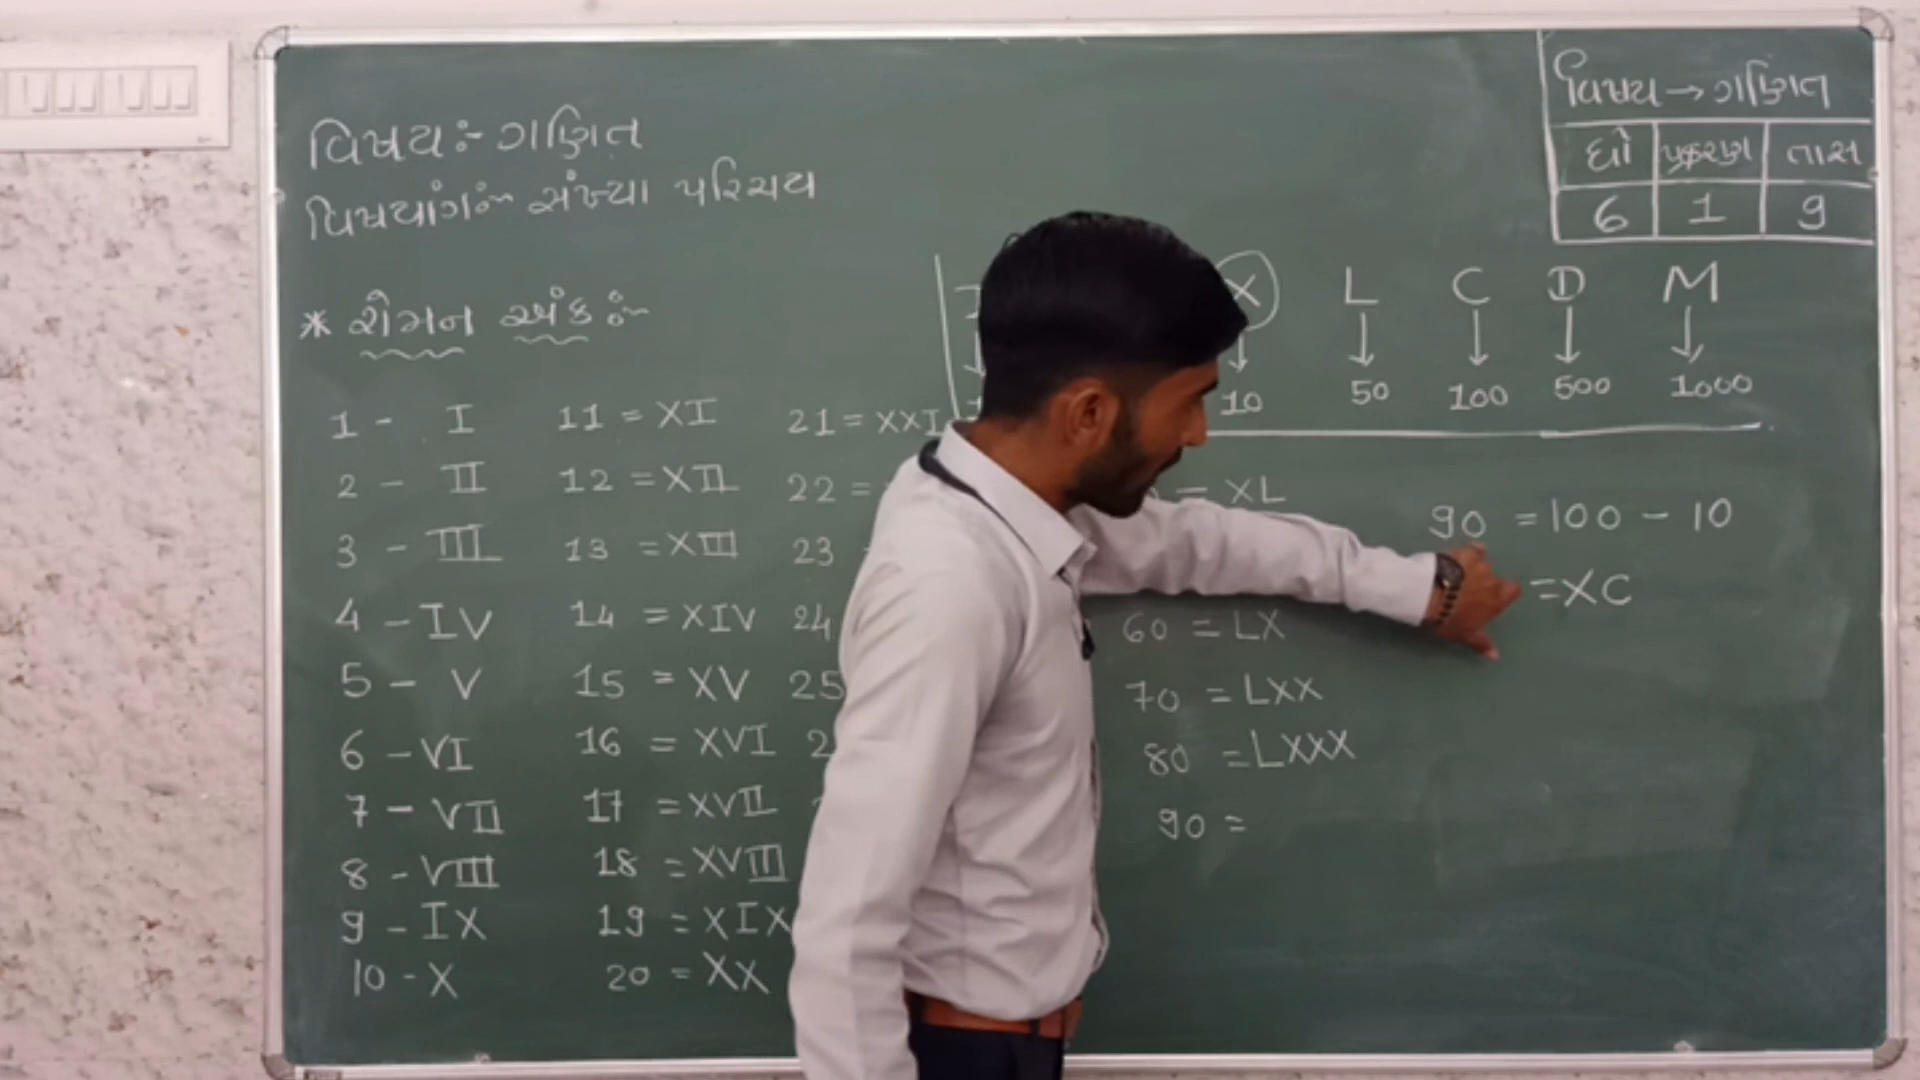 વિષય:- ગણિત
વિષયાંગ:- સંખ્યા પરિચય
* રોમન અંક :-
1 - I
2 - II
3 - III
4 - IV
5 - V
6 - VI
7 - VII
8 - VIII
9 - IX
10 - X
11 = XI
12 = XII
13 = XIII
14 = XIV
15 = XV
16 = XVI
17 = XVII
18 = XVIII
19 = XIX
20 = XX
21 = XXI
22 =
23
24
25
વિષય → ગણિત
ધો પ્રકરણ તાસ
6 1 9
X L C D M
10 50 100 500 1000
= XL
60 = LX
70 = LXX
80 = LXXX
90 =
90 = 100 - 10
= XC